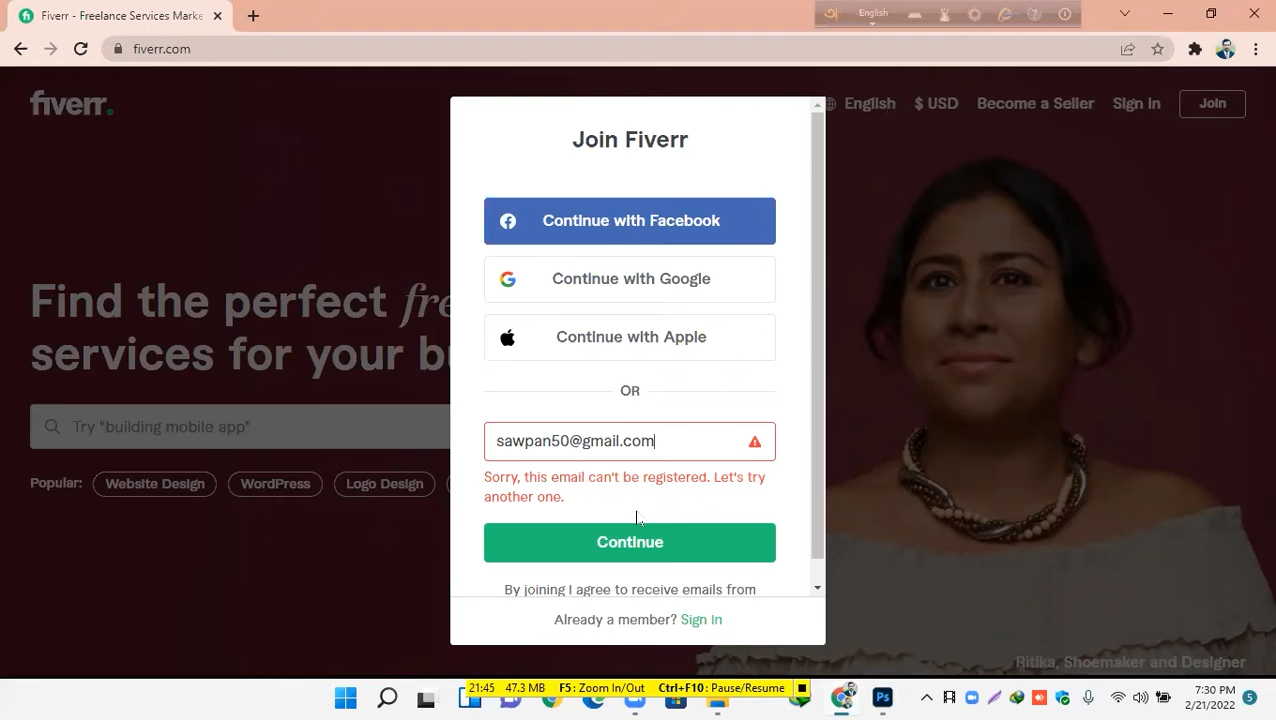 Fiverr - Freelance Services Marke
English
fiverr.com
fiverr.
English
$ USD
Become a Seller
Sign In
Join
Join Fiverr
Continue with Facebook
Continue with Google
Continue with Apple
OR
sawpan50@gmail.com
Sorry, this email can't be registered. Let's try
another one.
Continue
By joining I agree to receive emails from
Already a member? Sign In
Find the perfect fre
services for your bu
Try "building mobile app"
Popular:
Website Design
WordPress
Logo Design
Ritika, Shoemaker and Designer
21:45 47.3 MB F5: Zoom In/Out Ctrl+F10: Pause/Resume
7:30 PM
2/21/2022
5